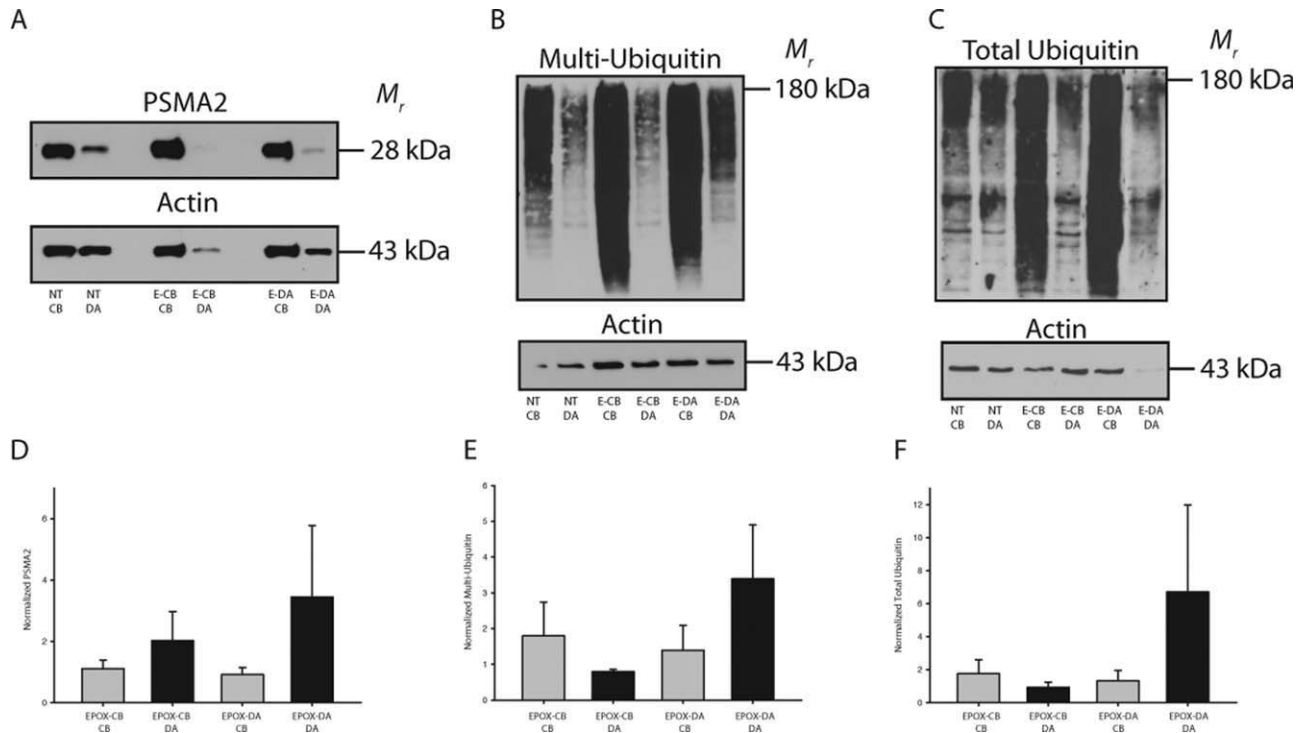 A
PSMA2
Mr
28 kDa
Actin
43 kDa
NT NT E-CB E-CB E-DA E-DA
CB DA CB DA CB DA
B
Multi-Ubiquitin
Mr
180 kDa
Actin
43 kDa
NT NT E-CB E-CB E-DA E-DA
CB DA CB DA CB DA
C
Total Ubiquitin
Mr
180 kDa
Actin
43 kDa
NT NT E-CB E-CB E-DA E-DA
CB DA CB DA CB DA
D
Normalized PSMA2
6
4
2
0
EPOX-CB EPOX-CB EPOX-DA EPOX-DA
CB DA CB DA
E
Normalized Multi-Ubiquitin
6
5
4
3
2
1
0
EPOX-CB EPOX-CB EPOX-DA EPOX-DA
CB DA CB DA
F
Normalized Total Ubiquitin
12
10
8
6
4
2
0
EPOX-CB EPOX-CB EPOX-DA EPOX-DA
CB DA CB DA